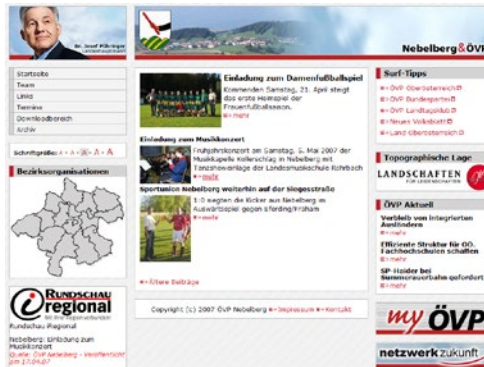 Dr. Josef Pühringer
Landeshauptmann
Nebelberg&ÖVP
Startseite
Team
Links
Termine
Downloadbereich
Archiv
Schriftgröße: A A A A A
Bezirksorganisationen
RUNDSCHAU
regional
Rundschau Regional
Nebelberg: Einladung zum
Musikkonzert
Quelle: ÖVP Nebelberg - Veröffentlicht
am 17.04.07
Einladung zum Damenfußballspiel
Kommenden Samstag, 21. April steigt
das erste Heimspiel der
Frauenfußballsaison.
mehr
Einladung zum Musikkonzert
Frühjahrskonzert am Samstag, 5. Mai 2007 der
Musikkapelle Kollerschlag in Nebelberg mit
Tanzshoweinlage der Landesmusikschule Rohrbach
mehr
Sportunion Nebelberg weiterhin auf der Siegesstraße
1:0 siegten die Kicker aus Nebelberg im
Auswärtsspiel gegen Eferding/Fraham
mehr
Ältere Beiträge
Copyright (c) 2007 ÖVP Nebelberg Impressum Kontakt
Surf-Tipps
ÖVP Oberösterreich
ÖVP Bundespartei
ÖVP Landtagsklub
Neues Volksblatt
Land Oberösterreich
Topographische Lage
LANDSCHAFTEN
FÜR LEIDENSCHAFTEN
ÖVP Aktuell
Verbleib von integrierten
Ausländern
mehr
Effiziente Struktur für OÖ.
Fachhochschulen schaffen
mehr
SP-Haider bei
Summerauerbahn gefordert
mehr
my ÖVP
netzwerk zukunft